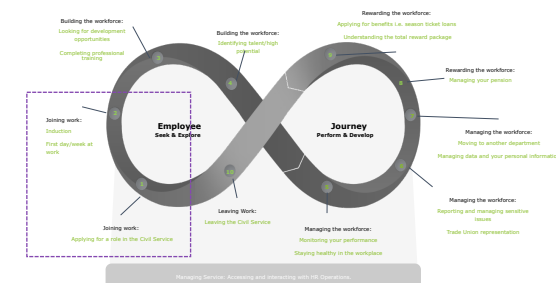 Building the workforce:
Looking for development
opportunities
Completing professional
training
Building the workforce:
Identifying talent/high
potential
Rewarding the workforce:
Applying for benefits i.e. season ticket loans
Understanding the total reward package
Rewarding the workforce:
Managing your pension
Joining work:
Induction
First day/week at
work
Employee
Seek & Explore
Journey
Perform & Develop
Managing the workforce:
Moving to another department
Managing data and your personal informatio
Joining work:
Applying for a role in the Civil Service
Leaving Work:
Leaving the Civil Service
10
Managing the workforce:
Monitoring your performance
Staying healthy in the workplace
Managing the workforce:
Reporting and managing sensitive
issues
Trade Union representation
Managing Service: Accessing and interacting with HR Operations.